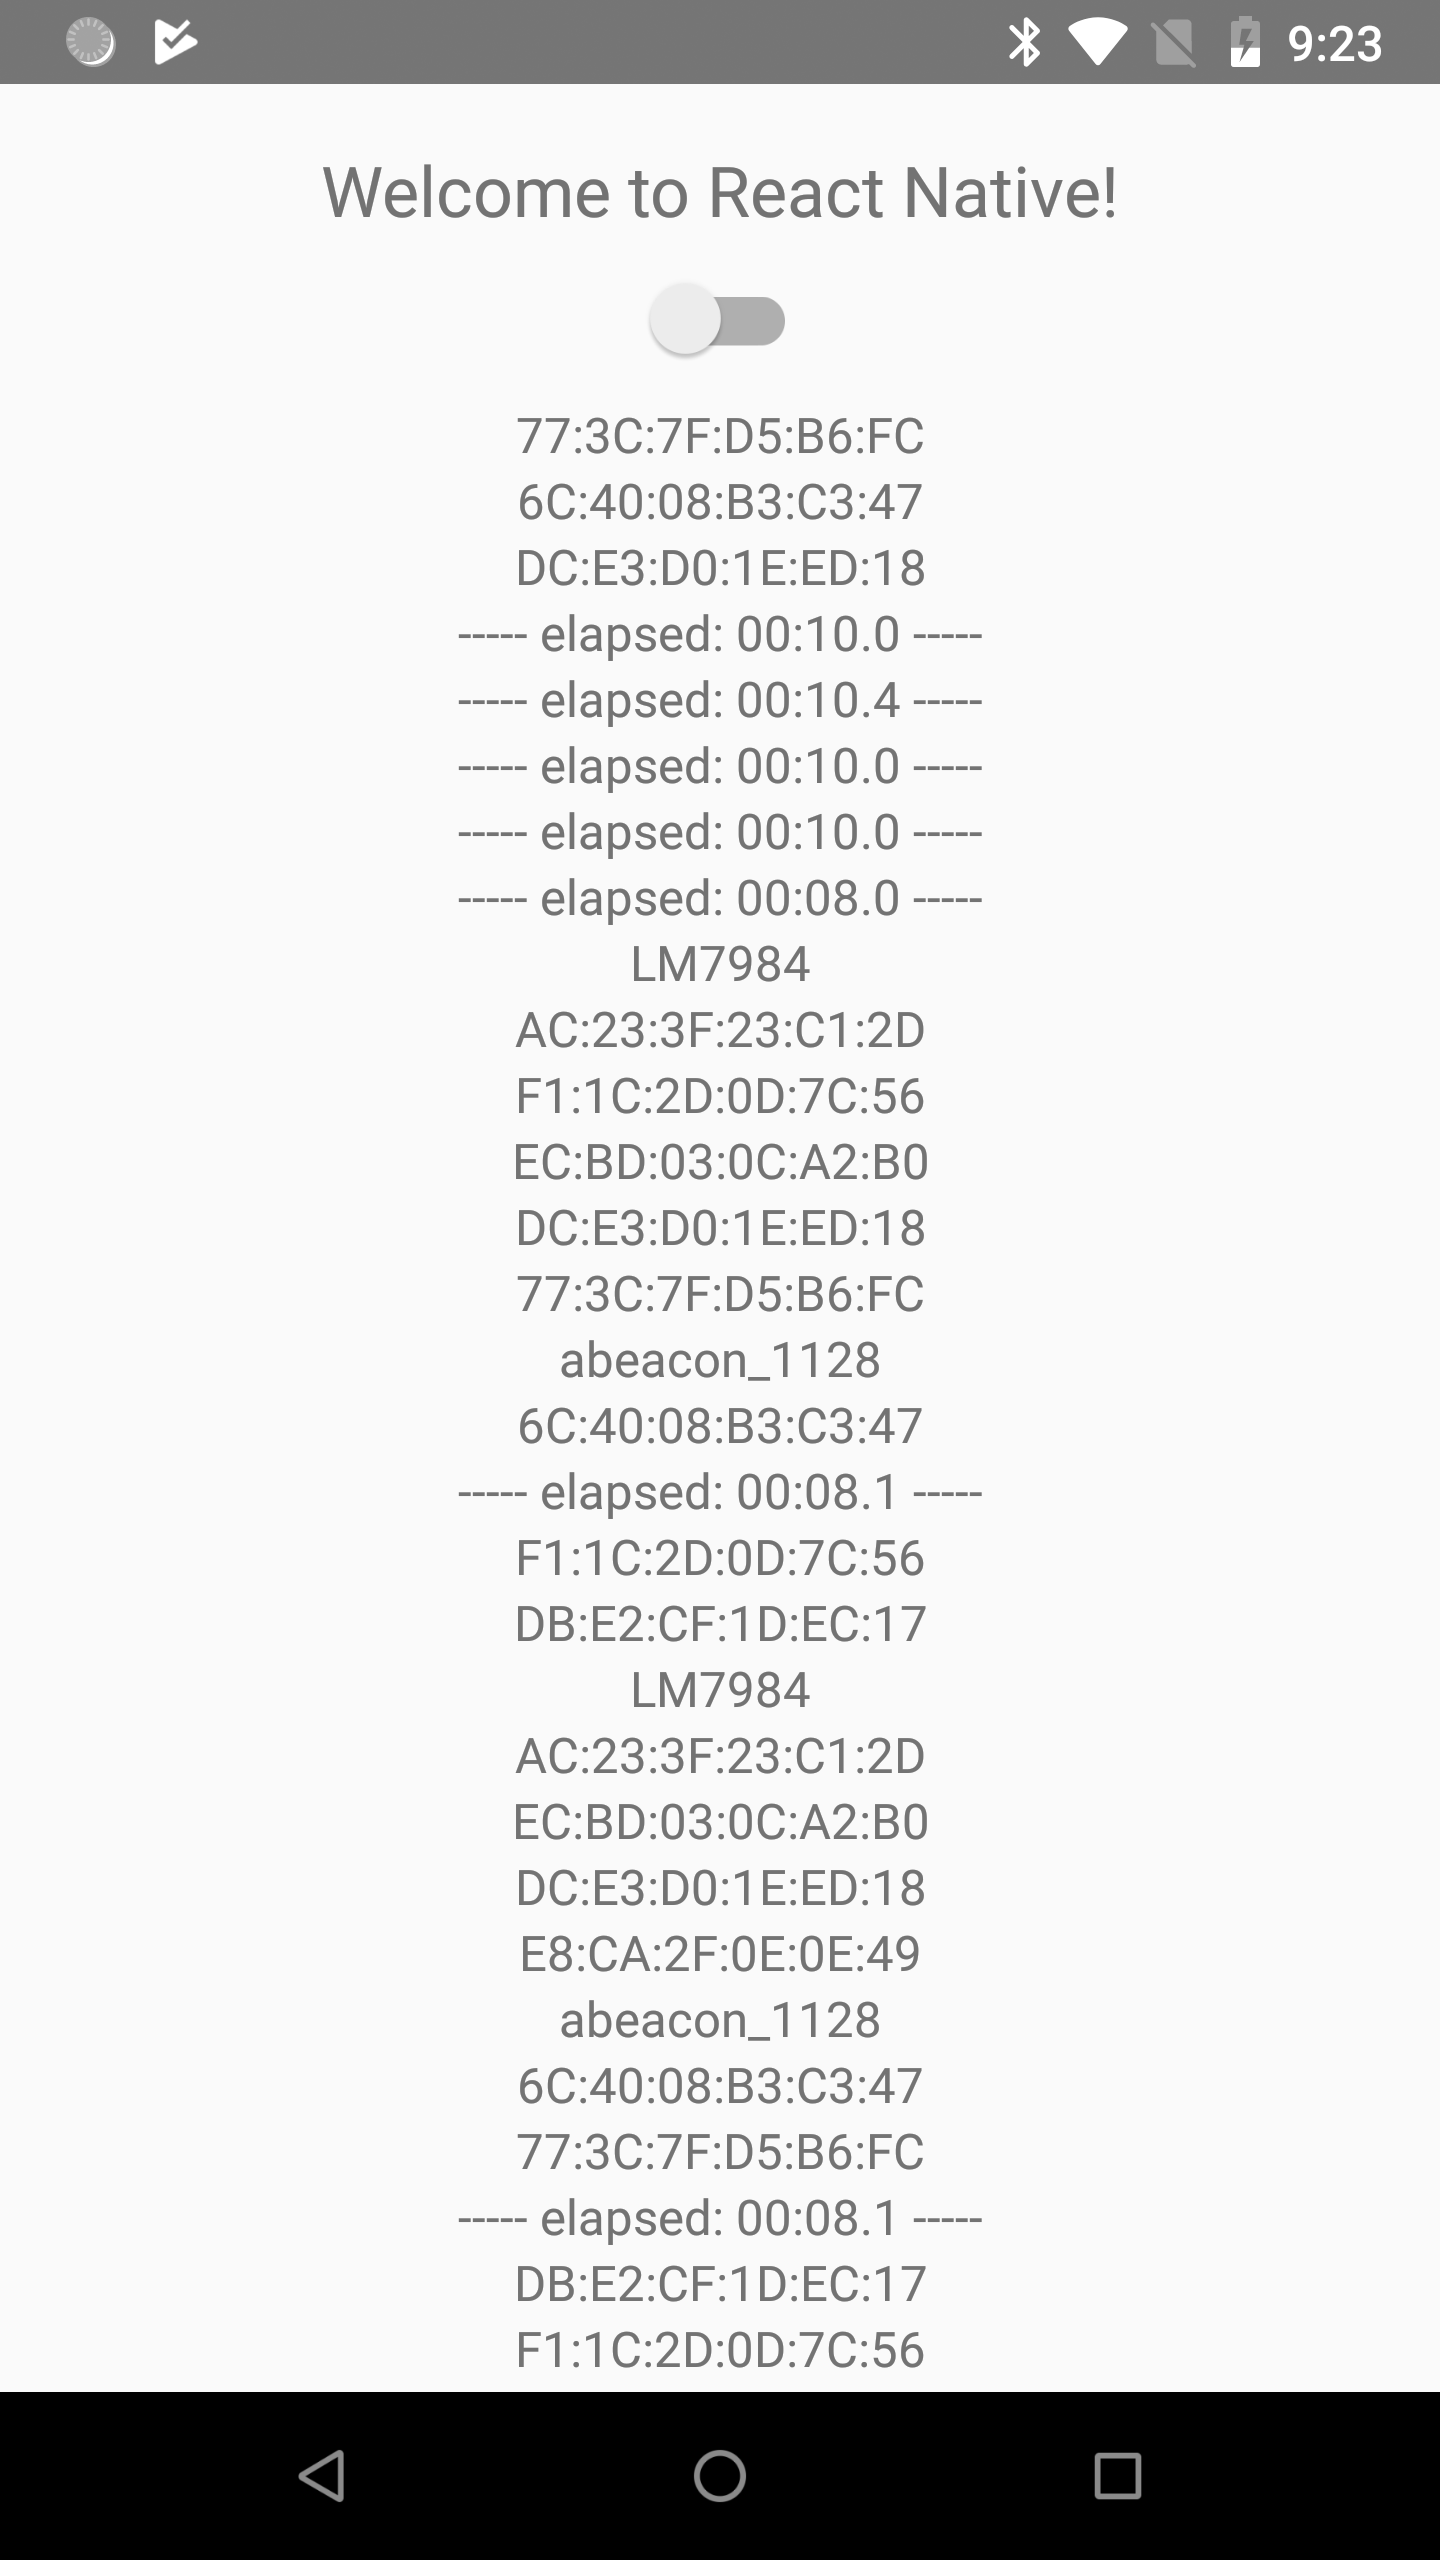 9:23
Welcome to React Native!
77:3C:7F:D5:B6:FC
6C:40:08:B3:C3:47
DC:E3:D0:1E:ED:18
----- elapsed: 00:10.0 -----
----- elapsed: 00:10.4 -----
----- elapsed: 00:10.0 -----
----- elapsed: 00:10.0 -----
----- elapsed: 00:08.0 -----
LM7984
AC:23:3F:23:C1:2D
F1:1C:2D:0D:7C:56
EC:BD:03:0C:A2:B0
DC:E3:D0:1E:ED:18
77:3C:7F:D5:B6:FC
abeacon_1128
6C:40:08:B3:C3:47
----- elapsed: 00:08.1 -----
F1:1C:2D:0D:7C:56
DB:E2:CF:1D:EC:17
LM7984
AC:23:3F:23:C1:2D
EC:BD:03:0C:A2:B0
DC:E3:D0:1E:ED:18
E8:CA:2F:0E:0E:49
abeacon_1128
6C:40:08:B3:C3:47
77:3C:7F:D5:B6:FC
----- elapsed: 00:08.1 -----
DB:E2:CF:1D:EC:17
F1:1C:2D:0D:7C:56